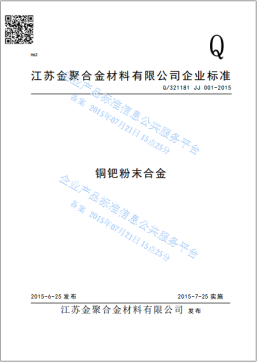 Q
H62
江苏金聚合金材料有限公司企业标准
Q/321181 JJ 001-2015
企业产品标准信息公共服务平台
备案 2015年07月21日 15点25分
铜钯粉末合金
企业产品标准信息公共服务平台
备案 2015年07月21日 15点25分
2015-6-25 发布
2015-7-25 实施
江苏金聚合金材料有限公司 发布